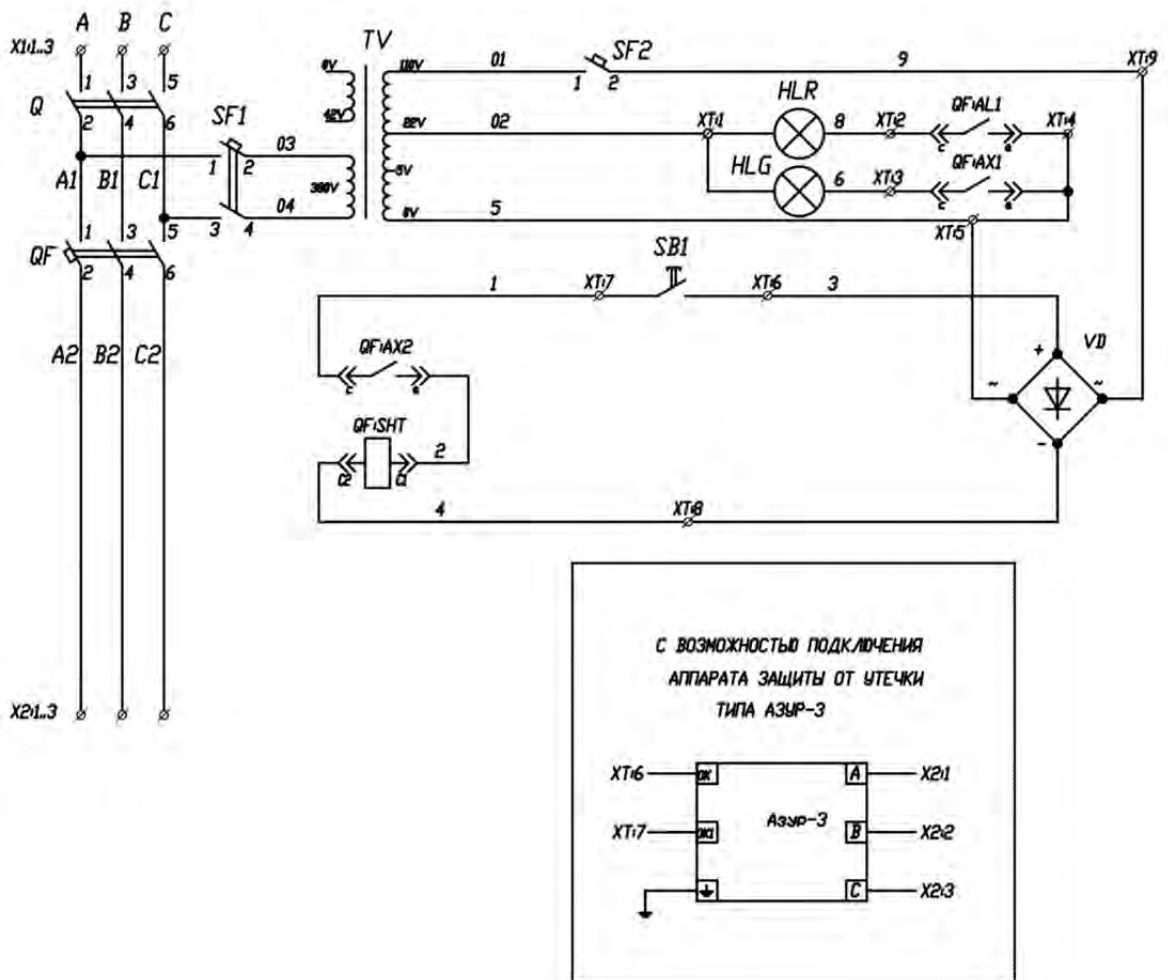 A B C
X1:1..3
1 3 5
Q
2 4 6
SF1
1 2
03
A1 B1 C1
3 4
04
1 3 5
QF
2 4 6
A2 B2 C2
X2:1..3
TV
0V
42V
380V
110V
22V
5V
0V
01
1 2
SF2
9
XT:9
02
XT:1
HLR
8
XT:2
QF:AL1
c a
XT:4
HLG
6
XT:3
QF:AX1
c a
5
XT:5
1
XT:7
SB1
XT:6
3
QF:AX2
c a
QF:SHT
C2 C1
2
4
XT:8
VD
+
~ ~
-
С ВОЗМОЖНОСТЬЮ ПОДКЛЮЧЕНИЯ
АППАРАТА ЗАЩИТЫ ОТ УТЕЧКИ
ТИПА АЗУР-3
XT:6 ДК A X2:1
Азур-3
XT:7 B X2:2
C X2:3